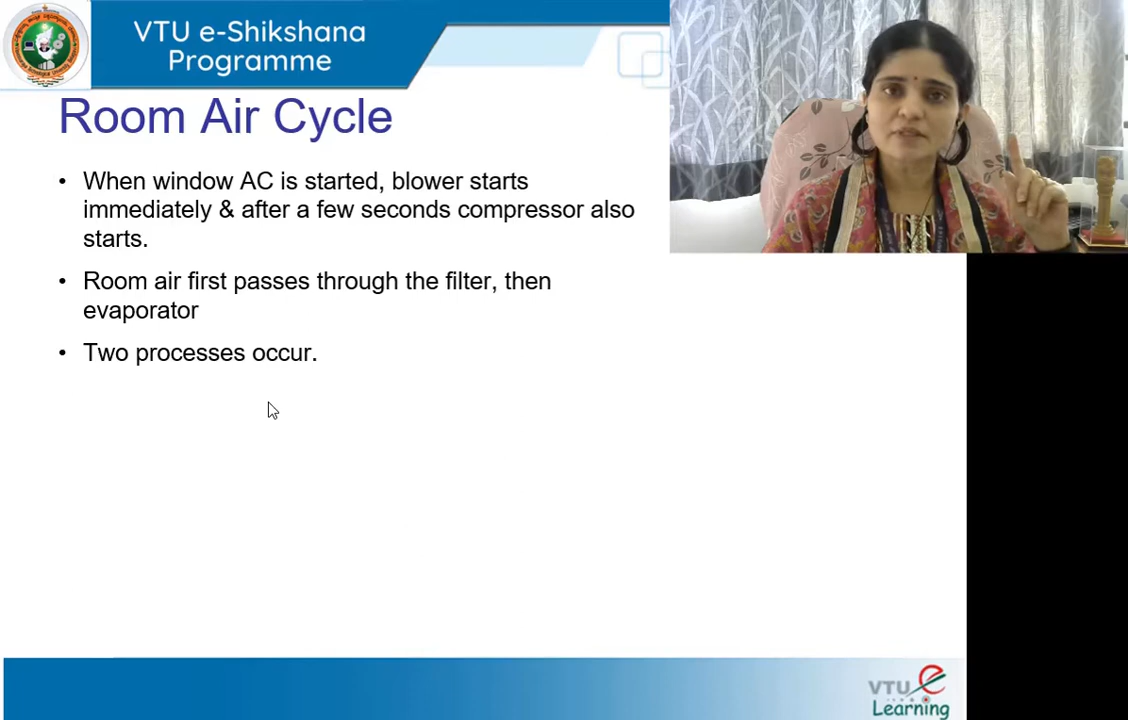 VTU e-Shikshana
Programme
Room Air Cycle
• When window AC is started, blower starts
immediately & after a few seconds compressor also
starts.
• Room air first passes through the filter, then
evaporator
• Two processes occur.
VTU e
Learning